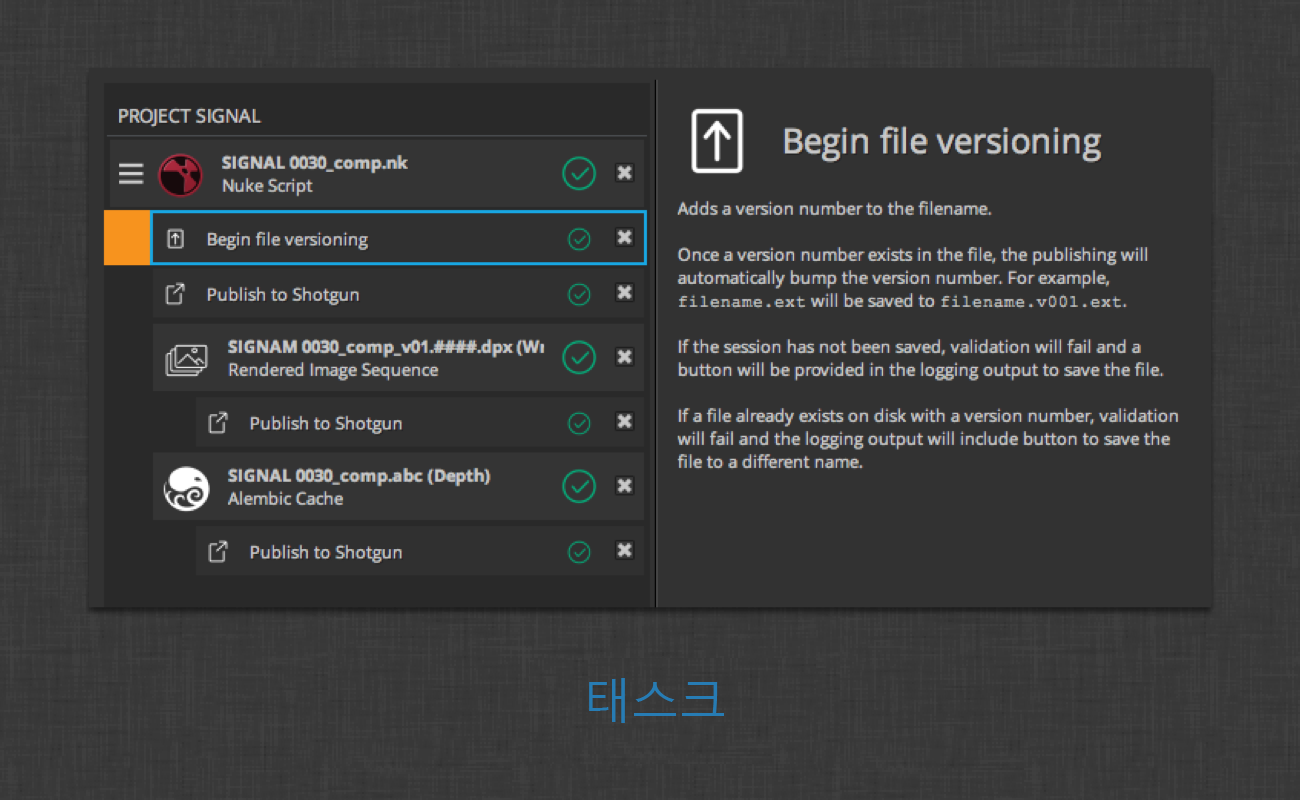 PROJECT SIGNAL
SIGNAL 0030_comp.nk
Nuke Script
Begin file versioning
Publish to Shotgun
SIGNAM 0030_comp_v01.####.dpx (Wr
Rendered Image Sequence
Publish to Shotgun
SIGNAL 0030_comp.abc (Depth)
Alembic Cache
Publish to Shotgun
Begin file versioning
Adds a version number to the filename.
Once a version number exists in the file, the publishing will
automatically bump the version number. For example,
filename.ext will be saved to filename.v001.ext.
If the session has not been saved, validation will fail and a
button will be provided in the logging output to save the file.
If a file already exists on disk with a version number, validation
will fail and the logging output will include button to save the
file to a different name.
태스크